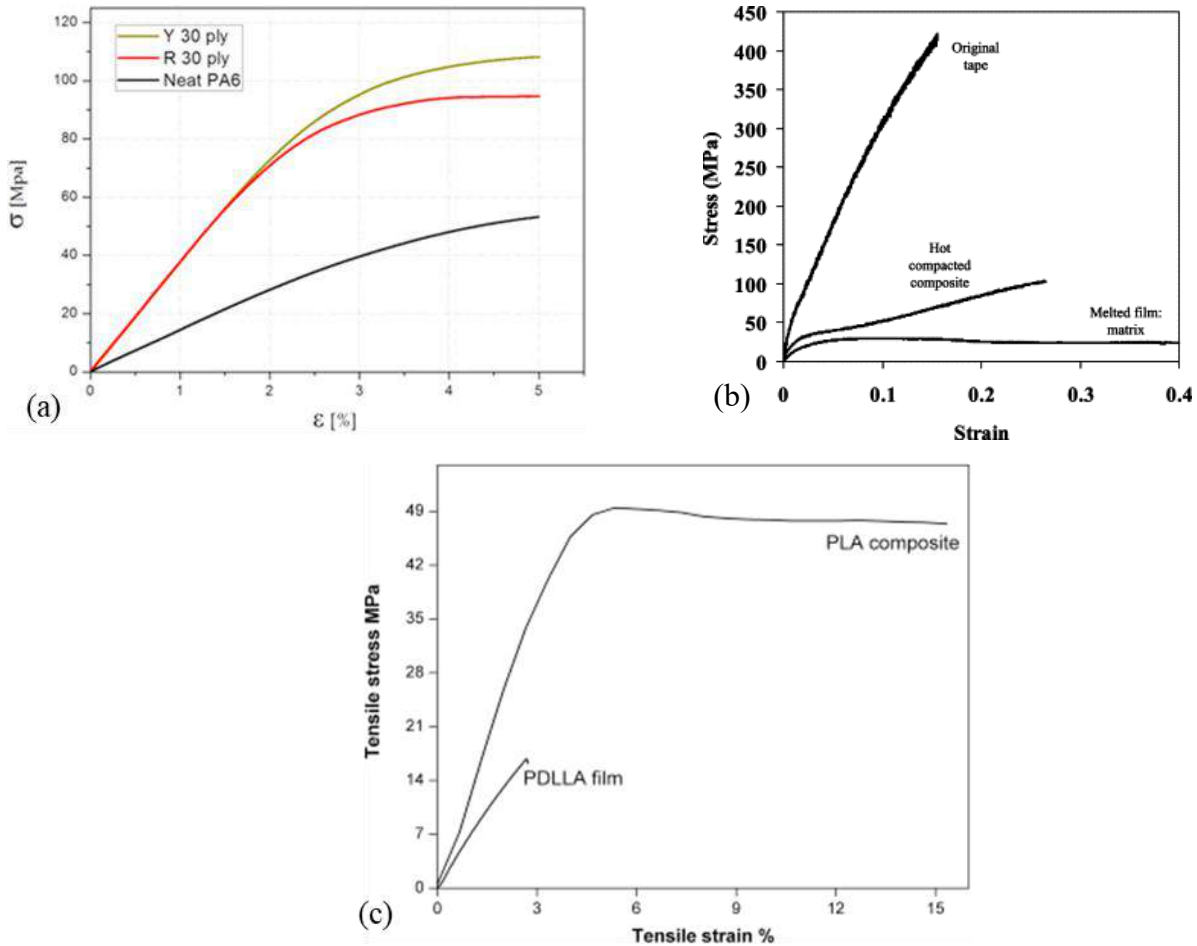 120
100
80
60
40
20
0
σ [Mpa]
Y 30 ply
R 30 ply
Neat PA6
0 1 2 3 4 5
ε [%]
(a)
450
400
350
300
250
200
150
100
50
0
Stress (MPa)
Original
tape
Hot
compacted
composite
Melted film:
matrix
0 0.1 0.2 0.3 0.4
Strain
(b)
49
42
35
28
21
14
7
0
Tensile stress MPa
PLA composite
PDLLA film
0 3 6 9 12 15
Tensile strain %
(c)